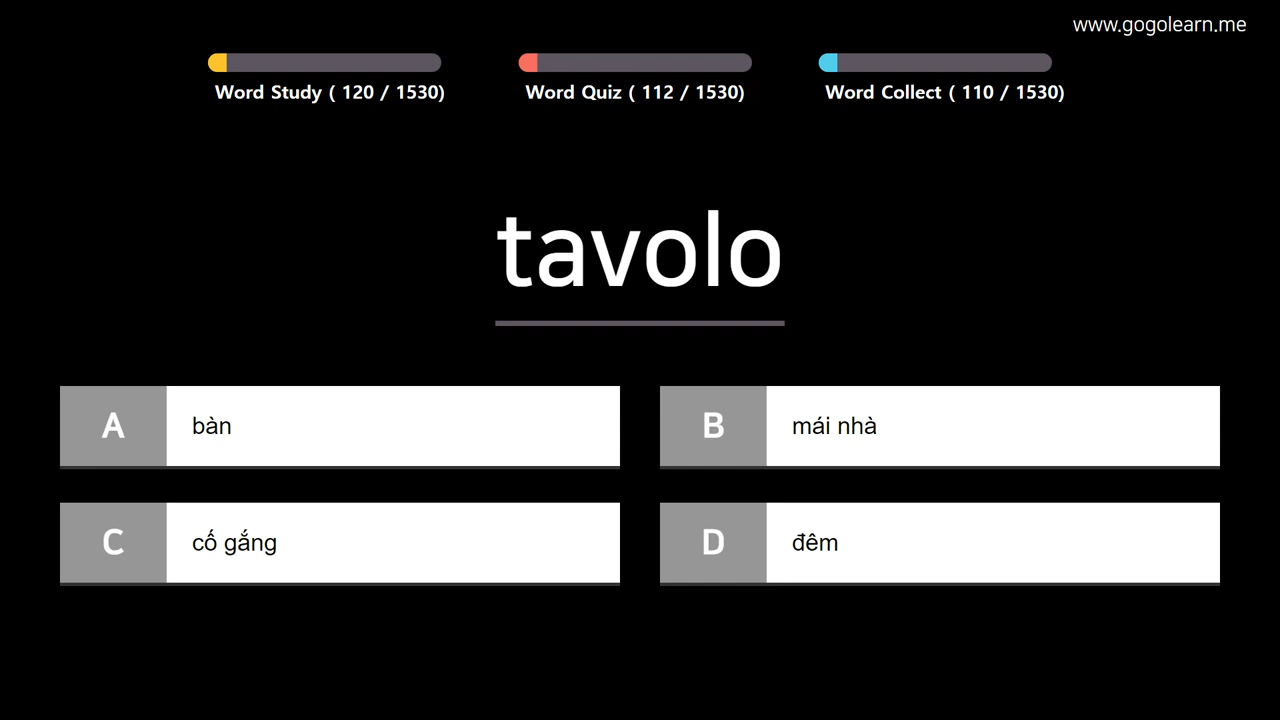 www.gogolearn.me
Word Study ( 120 / 1530)
Word Quiz ( 112 / 1530)
Word Collect ( 110 / 1530)
tavolo
A bàn
B mái nhà
C cố gắng
D đêm